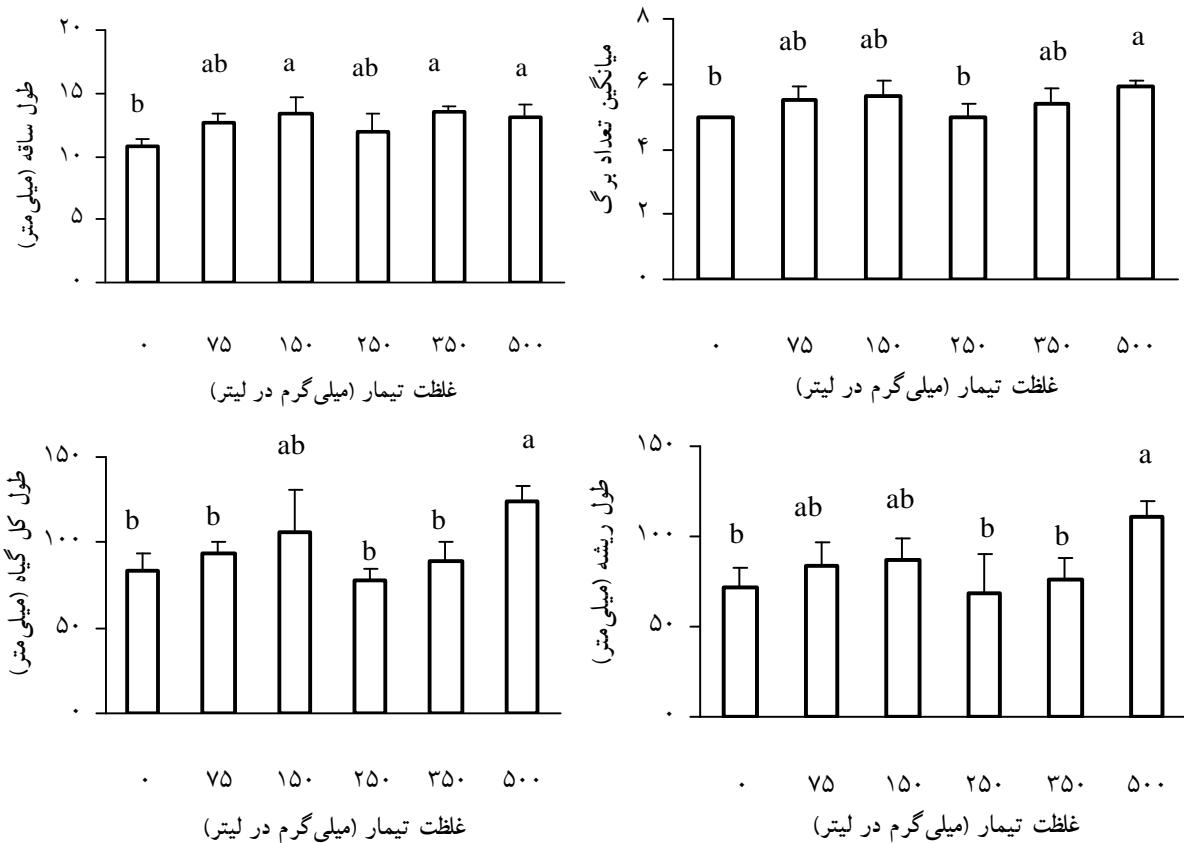 طول ساقه (میلی‌متر)
۲۰
۱۵
۱۰
۵
۰
b
ab
a
ab
a
a
۰ ۷۵ ۱۵۰ ۲۵۰ ۳۵۰ ۵۰۰
غلظت تیمار (میلی‌گرم در لیتر)
میانگین تعداد برگ
۸
۶
۴
۲
۰
b
ab
ab
b
ab
a
۰ ۷۵ ۱۵۰ ۲۵۰ ۳۵۰ ۵۰۰
غلظت تیمار (میلی‌گرم در لیتر)
طول کل گیاه (میلی‌متر)
۱۵۰
۱۰۰
۵۰
۰
b
b
ab
b
b
a
۰ ۷۵ ۱۵۰ ۲۵۰ ۳۵۰ ۵۰۰
غلظت تیمار (میلی‌گرم در لیتر)
طول ریشه (میلی‌متر)
۱۵۰
۱۰۰
۵۰
۰
b
ab
ab
b
b
a
۰ ۷۵ ۱۵۰ ۲۵۰ ۳۵۰ ۵۰۰
غلظت تیمار (میلی‌گرم در لیتر)